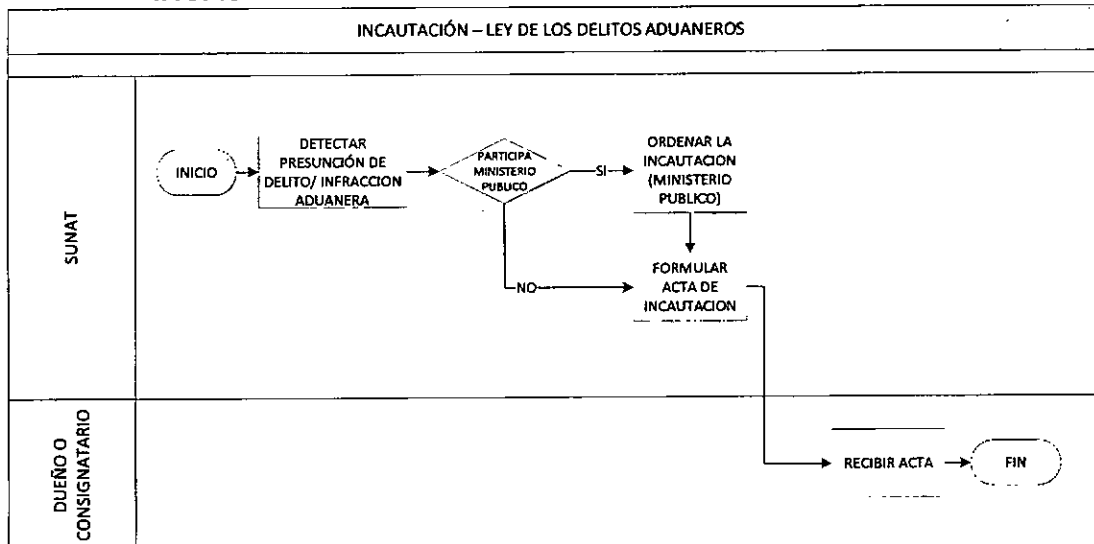 INCAUTACIÓN – LEY DE LOS DELITOS ADUANEROS
SUNAT
INICIO
DETECTAR
PRESUNCIÓN DE
DELITO/ INFRACCION
ADUANERA
PARTICIPA
MINISTERIO
PUBLICO
SI
ORDENAR LA
INCAUTACION
(MINISTERIO
PUBLICO)
NO
FORMULAR
ACTA DE
INCAUTACION
DUEÑO O
CONSIGNATARIO
RECIBIR ACTA
FIN